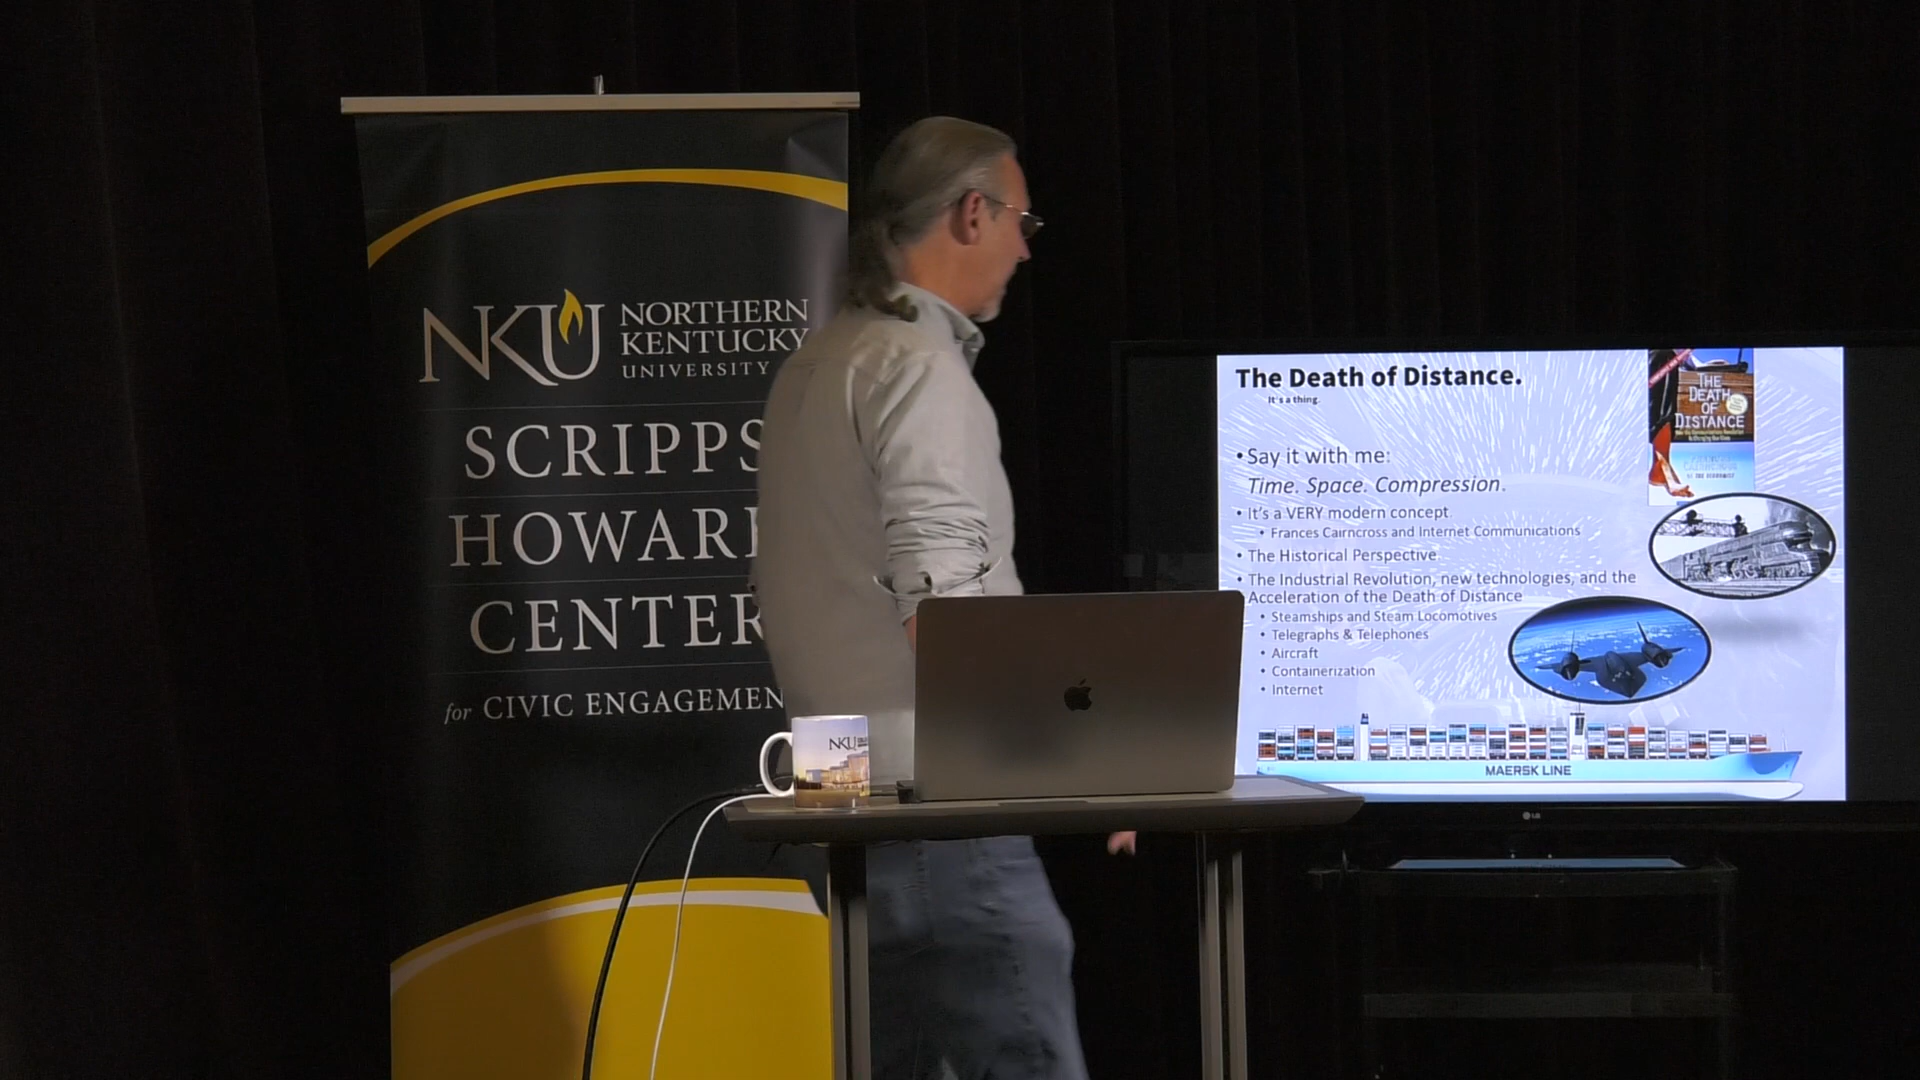 NKU NORTHERN
KENTUCKY
UNIVERSITY
SCRIPPS
HOWAR
CENTER
for CIVIC ENGAGEMEN
NKU
The Death of Distance.
It's a thing.
• Say it with me:
Time. Space. Compression.
• It's a VERY modern concept.
• Frances Cairncross and Internet Communications
• The Historical Perspective
• The Industrial Revolution, new technologies, and the
Acceleration of the Death of Distance
• Steamships and Steam Locomotives
• Telegraphs & Telephones
• Aircraft
• Containerization
• Internet
THE
DEATH
OF
DISTANCE
MAERSK LINE
LG